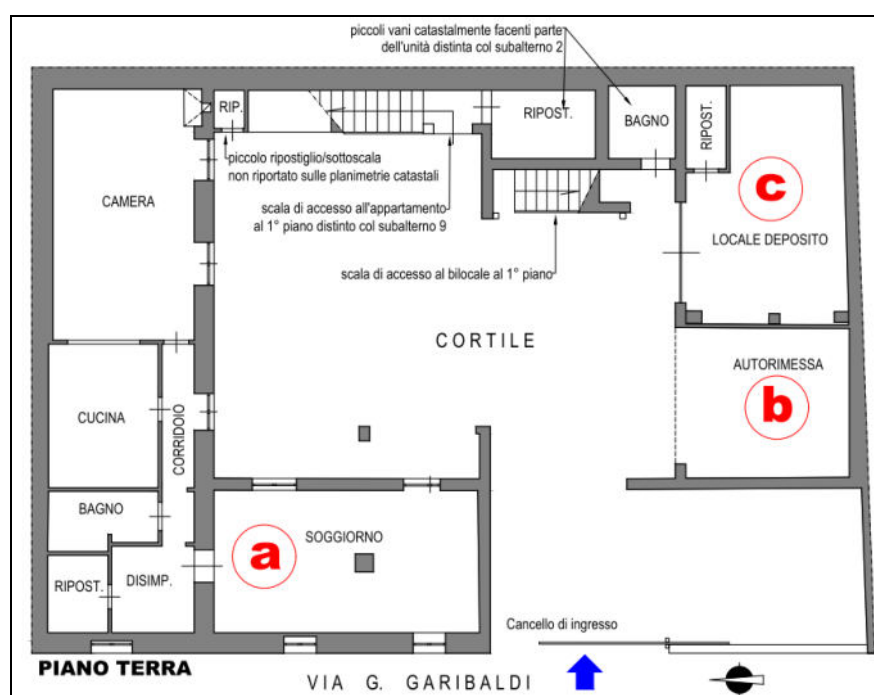 piccoli vani catastalmente facenti parte
dell'unità distinta col subalterno 2
RIP.
RIPOST.
BAGNO
RIPOST.
piccolo ripostiglio/sottoscala
non riportato sulle planimetrie catastali
CAMERA
c
scala di accesso all'appartamento
al 1° piano distinto col subalterno 9
LOCALE DEPOSITO
scala di accesso al bilocale al 1° piano
CORTILE
AUTORIMESSA
b
CUCINA
CORRIDOIO
BAGNO
SOGGIORNO
a
RIPOST.
DISIMP.
Cancello di ingresso
PIANO TERRA
VIA G. GARIBALDI